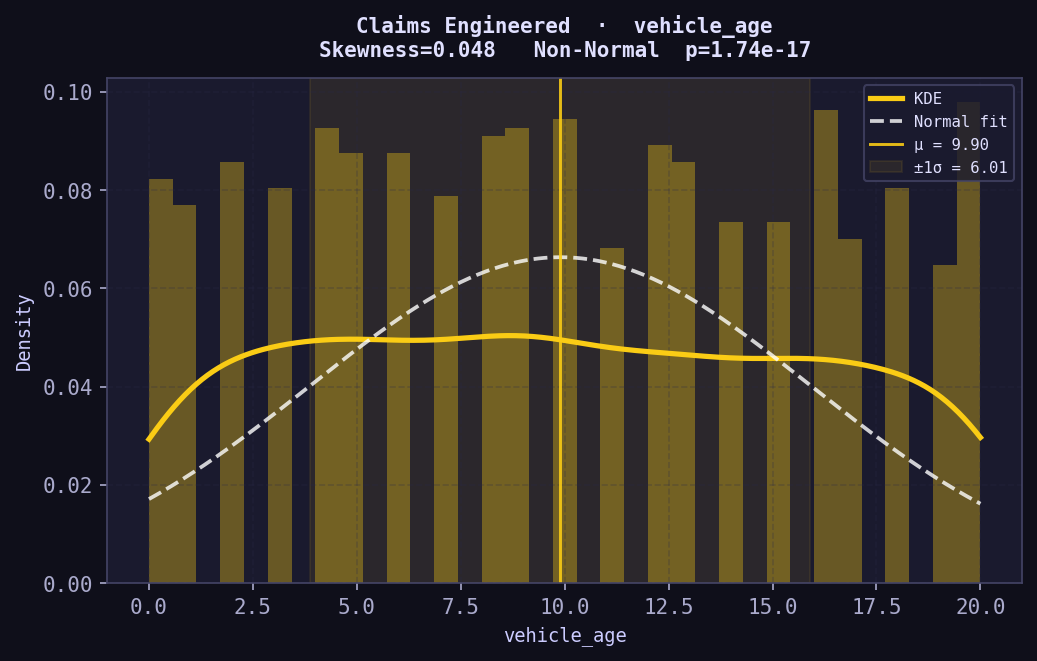 Claims Engineered · vehicle_age
Skewness=0.048 Non-Normal p=1.74e-17
KDE
Normal fit
μ = 9.90
±1σ = 6.01
Density
0.10
0.08
0.06
0.04
0.02
0.00
0.0 2.5 5.0 7.5 10.0 12.5 15.0 17.5 20.0
vehicle_age